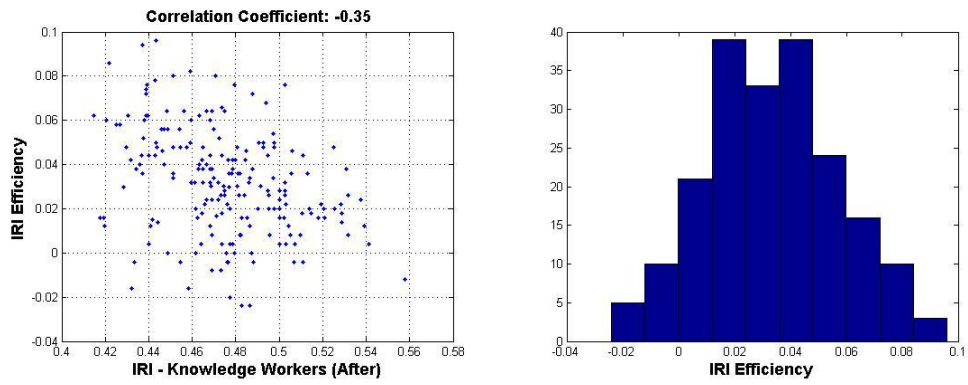 Correlation Coefficient: -0.35
0.1
0.08
0.06
0.04
0.02
0
-0.02
-0.04
IRI Efficiency
0.4 0.42 0.44 0.46 0.48 0.5 0.52 0.54 0.56 0.58
IRI - Knowledge Workers (After)
40
35
30
25
20
15
10
5
0
-0.04 -0.02 0 0.02 0.04 0.06 0.08 0.1
IRI Efficiency